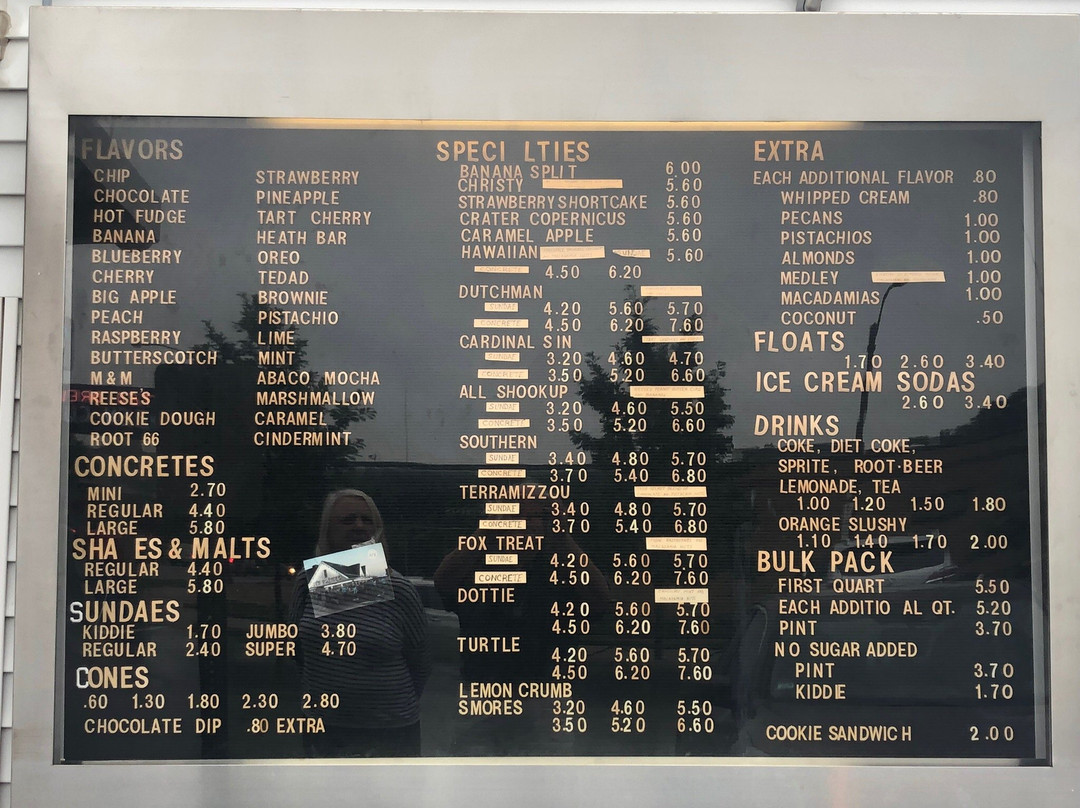 FLAVORS
CHIP
CHOCOLATE
HOT FUDGE
BANANA
BLUEBERRY
CHERRY
BIG APPLE
PEACH
RASPBERRY
BUTTERSCOTCH
M&M
REESE'S
COOKIE DOUGH
ROOT 66
STRAWBERRY
PINEAPPLE
TART CHERRY
HEATH BAR
OREO
TEDAD
BROWNIE
PISTACHIO
LIME
MINT
ABACO MOCHA
MARSHMALLOW
CARAMEL
CINDERMINT
CONCRETES
MINI 2.70
REGULAR 4.40
LARGE 5.80
SHA ES & MALTS
REGULAR 4.40
LARGE 5.80
SUNDAES
KIDDIE 1.70 JUMBO 3.80
REGULAR 2.40 SUPER 4.70
CONES
.60 1.30 1.80 2.30 2.80
CHOCOLATE DIP .80 EXTRA
SPECI LTIES
BANANA SPLIT 6.00
CHRISTY 5.60
STRAWBERRY SHORTCAKE 5.60
CRATER COPERNICUS 5.60
CARAMEL APPLE 5.60
HAWAIIAN SUNDAE 5.60
CONCRETE 4.50 6.20
DUTCHMAN
SUNDAE 4.20 5.60 5.70
CONCRETE 4.50 6.20 7.60
CARDINAL SIN
SUNDAE 3.20 4.60 4.70
CONCRETE 3.50 5.20 6.60
ALL SHOOKUP
SUNDAE 3.20 4.60 5.50
CONCRETE 3.50 5.20 6.60
SOUTHERN
SUNDAE 3.40 4.80 5.70
CONCRETE 3.70 5.40 6.80
TERRAMIZZOU
SUNDAE 3.40 4.80 5.70
CONCRETE 3.70 5.40 6.80
FOX TREAT
SUNDAE 4.20 5.60 5.70
CONCRETE 4.50 6.20 7.60
DOTTIE
4.20 5.60 5.70
4.50 6.20 7.60
TURTLE
4.20 5.60 5.70
4.50 6.20 7.60
LEMON CRUMB
SMORES 3.20 4.60 5.50
3.50 5.20 6.60
EXTRA
EACH ADDITIONAL FLAVOR .80
WHIPPED CREAM .80
PECANS 1.00
PISTACHIOS 1.00
ALMONDS 1.00
MEDLEY 1.00
MACADAMIAS 1.00
COCONUT .50
FLOATS
1.70 2.60 3.40
ICE CREAM SODAS
2.60 3.40
DRINKS
COKE, DIET COKE,
SPRITE, ROOT BEER
LEMONADE, TEA
1.00 1.20 1.50 1.80
ORANGE SLUSHY
1.10 1.40 1.70 2.00
BULK PACK
FIRST QUART 5.50
EACH ADDITIO AL QT. 5.20
PINT 3.70
NO SUGAR ADDED
PINT 3.70
KIDDIE 1.70
COOKIE SANDWICH 2.00